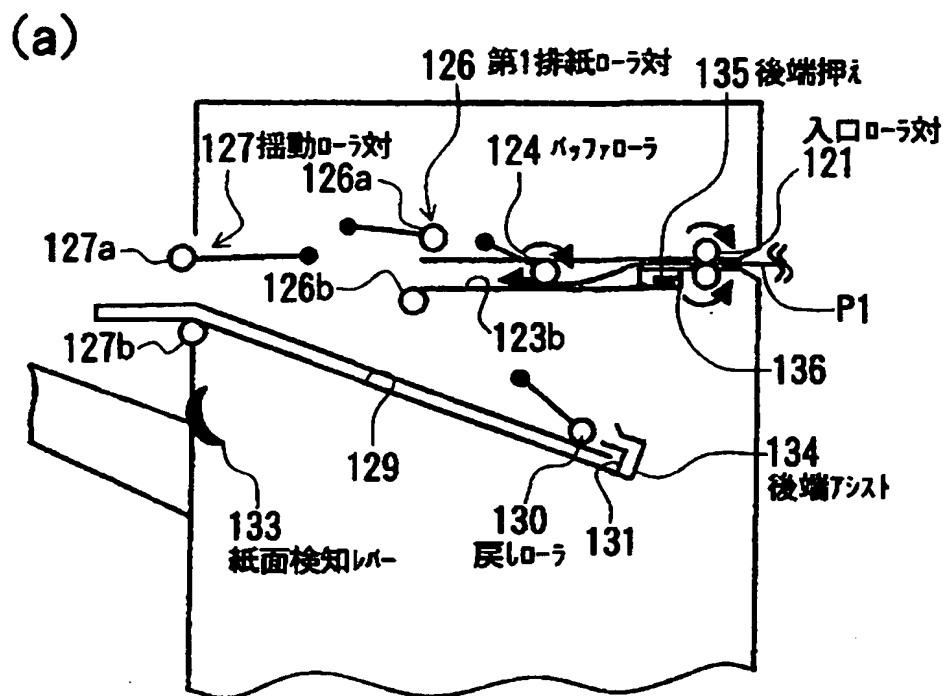 (a)
126 第1排紙ローラ対
135 後端押え
127 揺動ローラ対
126a
124 バッファローラ
入口ローラ対
121
127a
126b
P1
127b
123b
136
129
134
後端アシスト
133
紙面検知レバー
130
戻しローラ
131